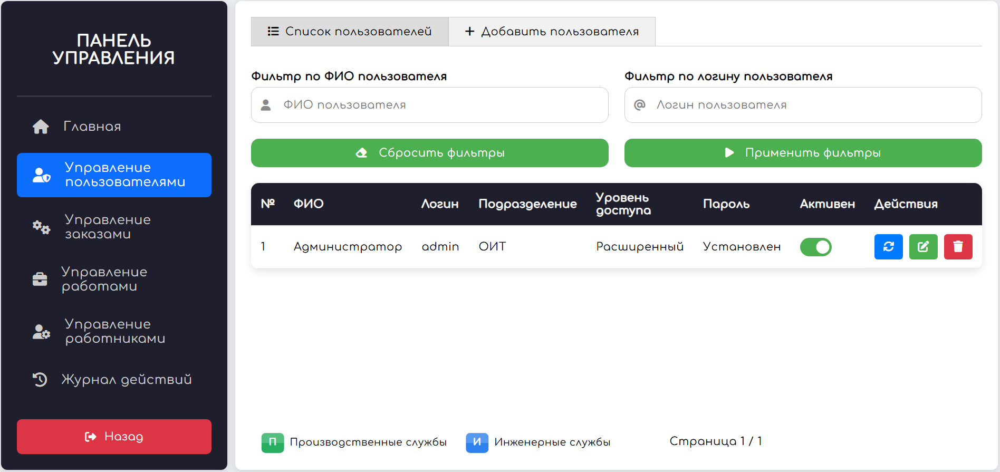 ПАНЕЛЬ
УПРАВЛЕНИЯ
Главная
Управление
пользователями
Управление
заказами
Управление
работами
Управление
работниками
Журнал действий
Назад
Список пользователей
Добавить пользователя
Фильтр по ФИО пользователя
Фильтр по логину пользователя
ФИО пользователя
Логин пользователя
Сбросить фильтры
Применить фильтры
№ ФИО Логин Подразделение Уровень доступа Пароль Активен Действия
1 Администратор admin ОИТ Расширенный Установлен
П Производственные службы И Инженерные службы Страница 1 / 1